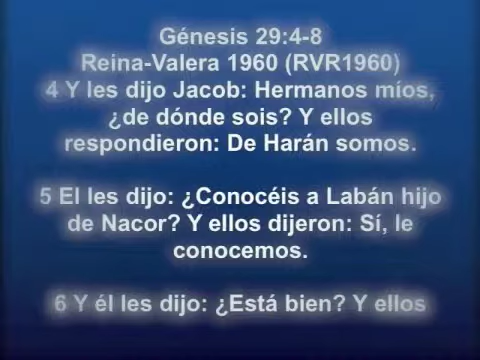 Génesis 29:4-8
Reina-Valera 1960 (RVR1960)
4 Y les dijo Jacob: Hermanos míos,
¿de dónde sois? Y ellos
respondieron: De Harán somos.
5 El les dijo: ¿Conocéis a Labán hijo
de Nacor? Y ellos dijeron: Sí, le
conocemos.
6 Y él les dijo: ¿Está bien? Y ellos